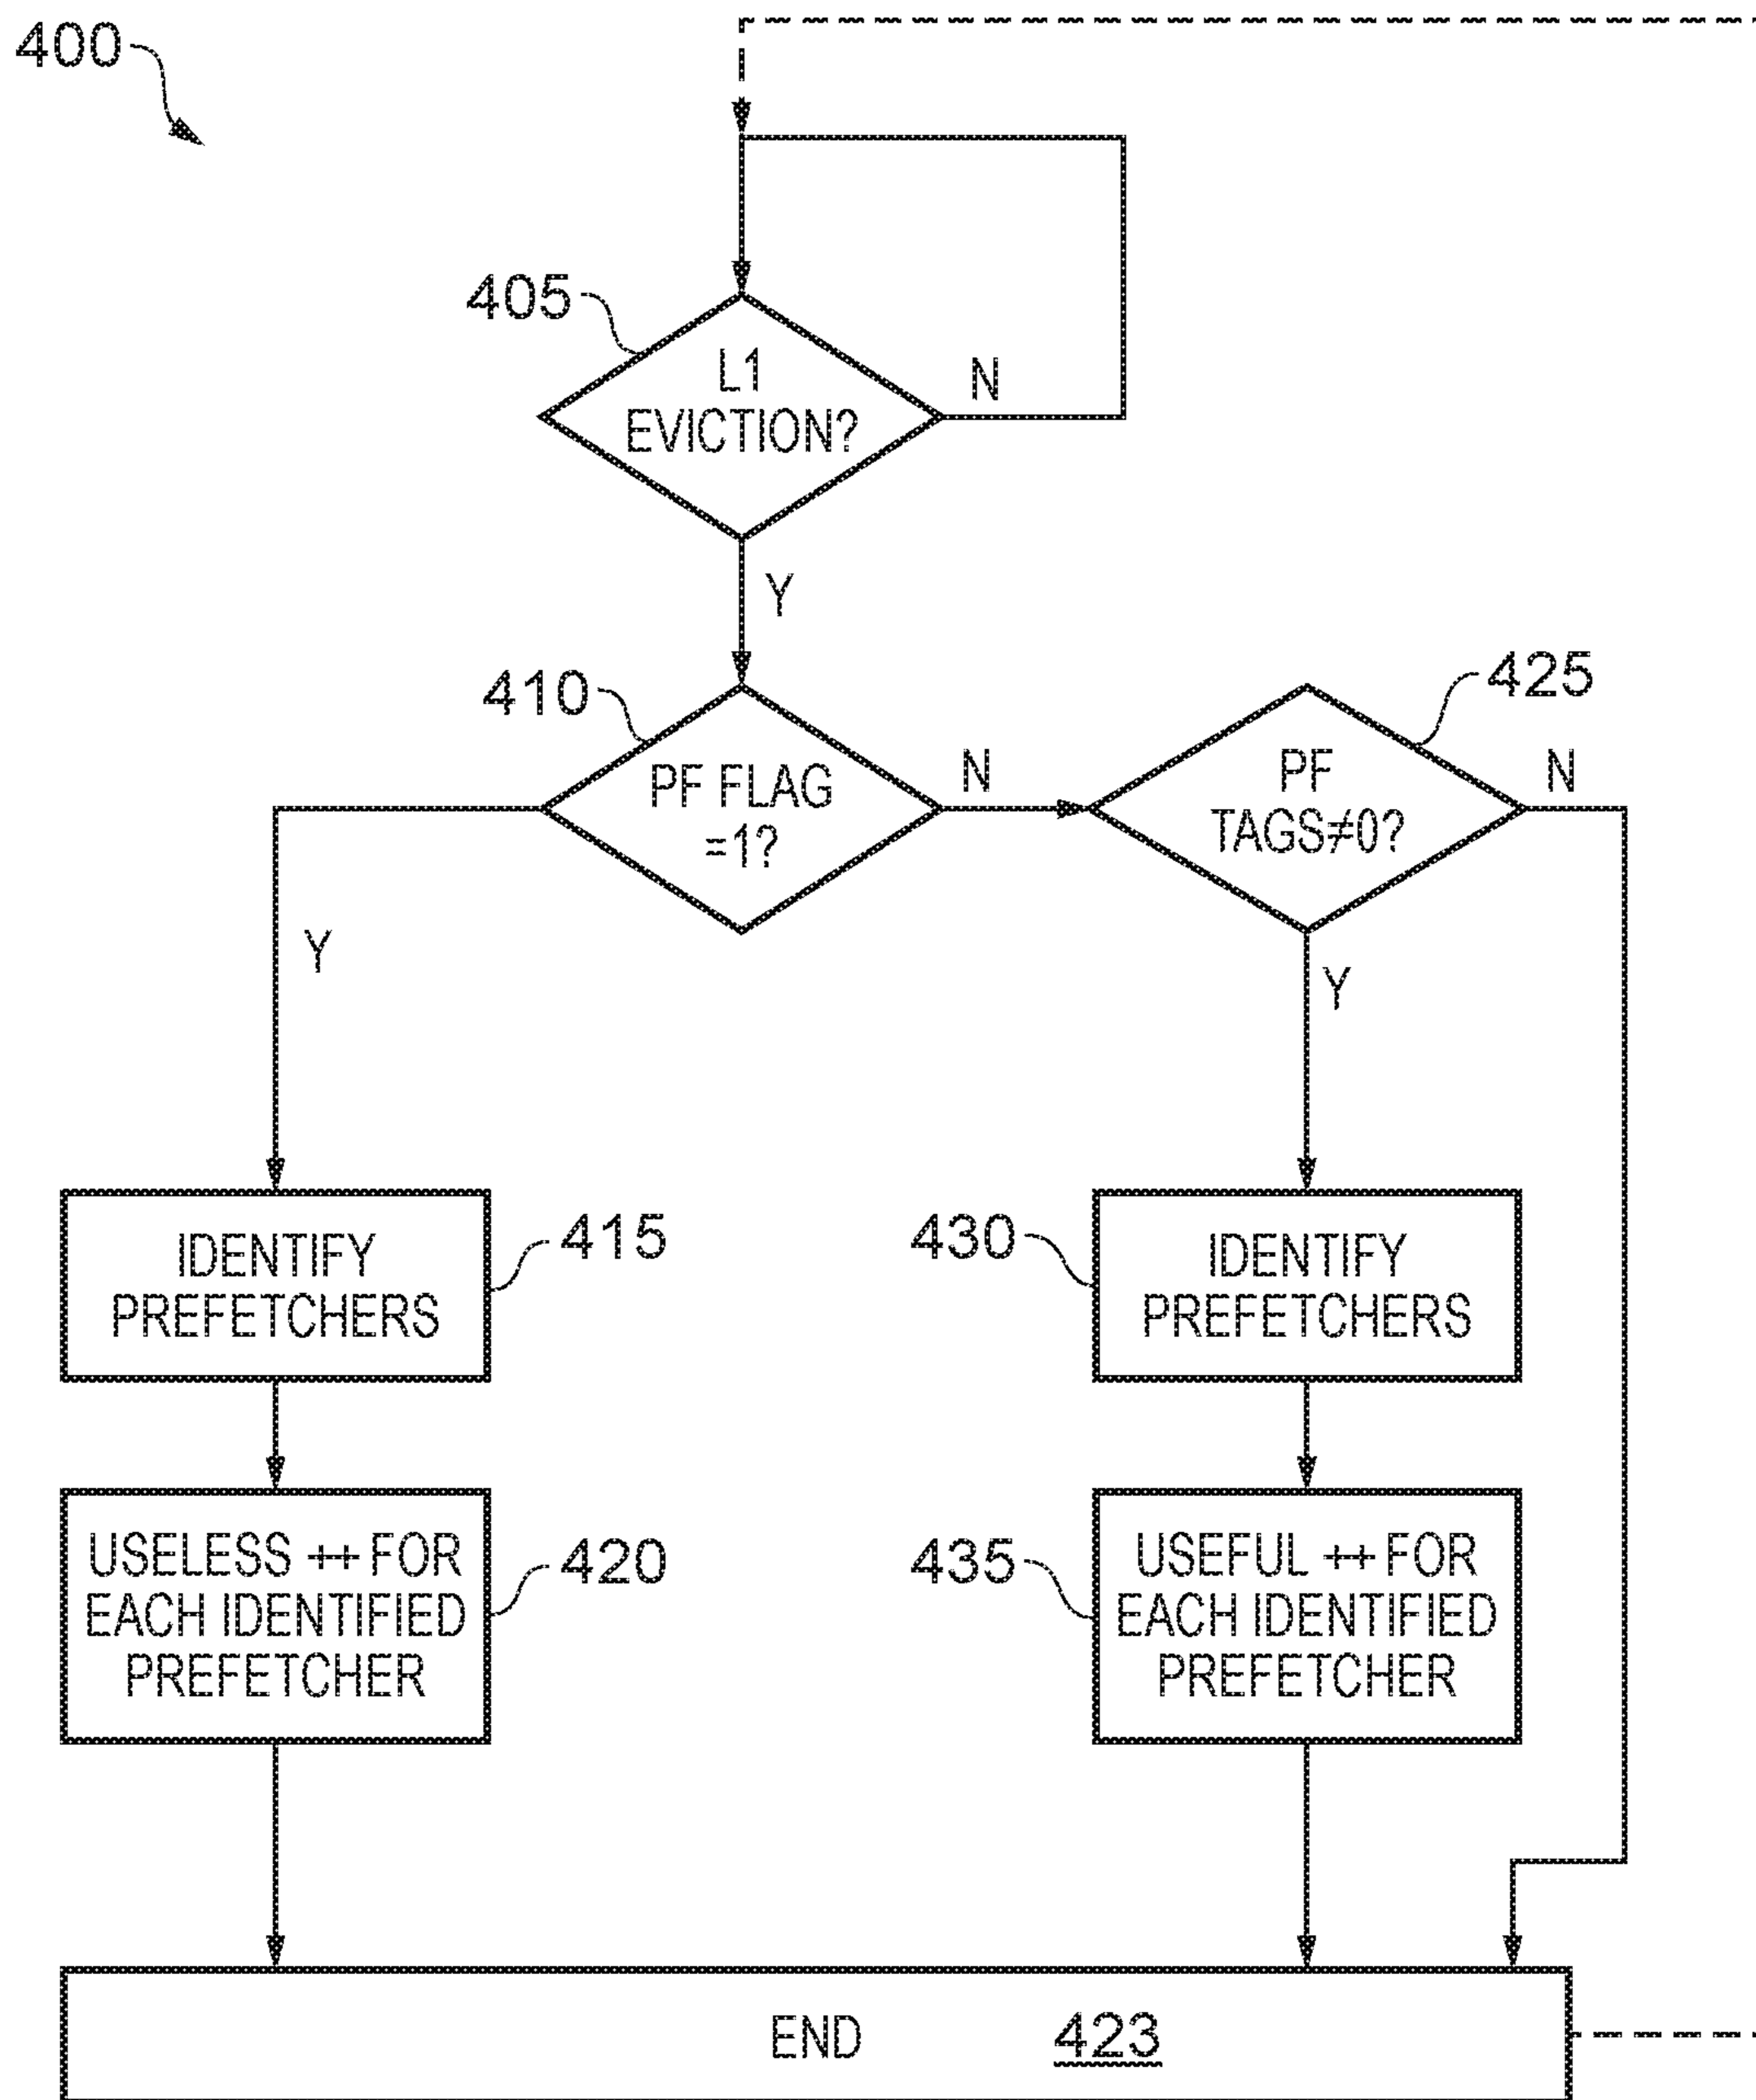 400
405
L1
EVICTION?
N
Y
410
PF FLAG
=1?
N
425
PF
TAGS≠0?
N
Y
Y
IDENTIFY
PREFETCHERS
415
430
IDENTIFY
PREFETCHERS
USELESS ++ FOR
EACH IDENTIFIED
PREFETCHER
420
435
USEFUL ++ FOR
EACH IDENTIFIED
PREFETCHER
END 423